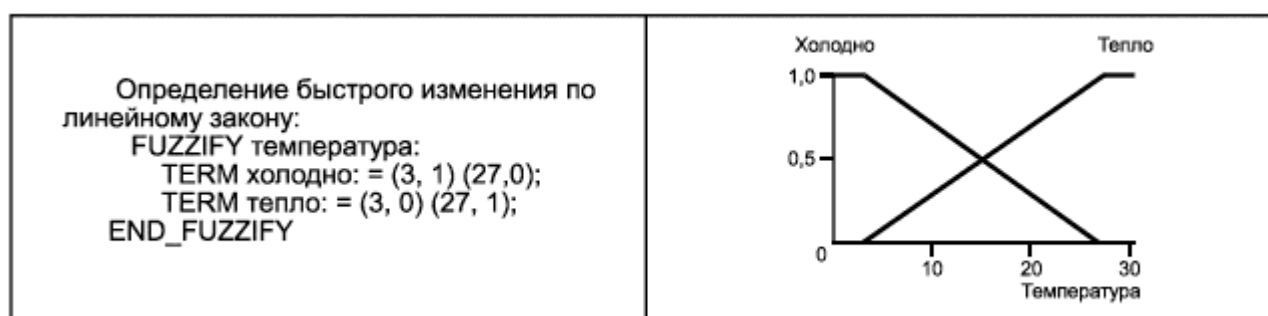 Определение быстрого изменения по
линейному закону:
FUZZIFY температура:
TERM холодно: = (3, 1) (27,0);
TERM тепло: = (3, 0) (27, 1);
END_FUZZIFY
Холодно
Тепло
1,0
0,5
0
10
20
30
Температура